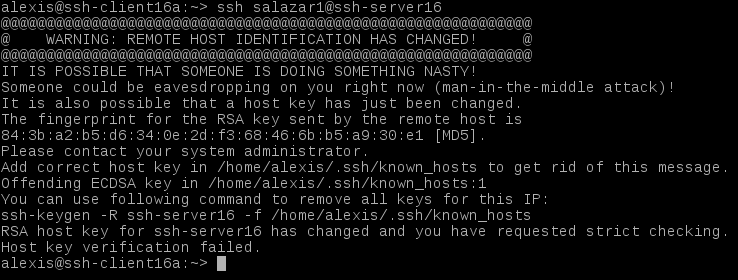 alexis@ssh-client16a:~> ssh salazar1@ssh-server16
@@@@@@@@@@@@@@@@@@@@@@@@@@@@@@@@@@@@@@@@@@@@@@@@@@@@@@@@@@@
@    WARNING: REMOTE HOST IDENTIFICATION HAS CHANGED!     @
@@@@@@@@@@@@@@@@@@@@@@@@@@@@@@@@@@@@@@@@@@@@@@@@@@@@@@@@@@@
IT IS POSSIBLE THAT SOMEONE IS DOING SOMETHING NASTY!
Someone could be eavesdropping on you right now (man-in-the-middle attack)!
It is also possible that a host key has just been changed.
The fingerprint for the RSA key sent by the remote host is
84:3b:a2:b5:d6:34:0e:2d:f3:68:46:6b:b5:a9:30:e1 [MD5].
Please contact your system administrator.
Add correct host key in /home/alexis/.ssh/known_hosts to get rid of this message.
Offending ECDSA key in /home/alexis/.ssh/known_hosts:1
You can use following command to remove all keys for this IP:
ssh-keygen -R ssh-server16 -f /home/alexis/.ssh/known_hosts
RSA host key for ssh-server16 has changed and you have requested strict checking.
Host key verification failed.
alexis@ssh-client16a:~>